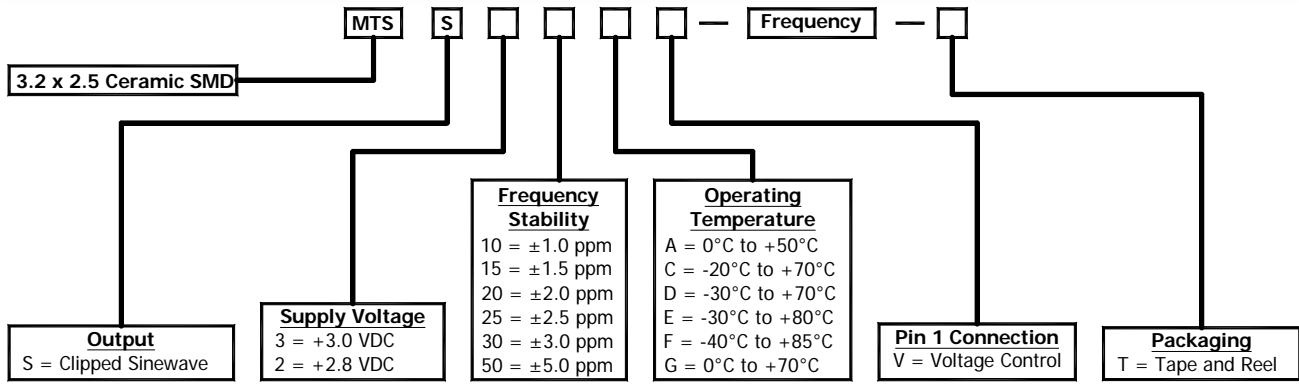 MTS S — Frequency —
3.2 x 2.5 Ceramic SMD
Output
S = Clipped Sinewave
Supply Voltage
3 = +3.0 VDC
2 = +2.8 VDC
Frequency
Stability
10 = ±1.0 ppm
15 = ±1.5 ppm
20 = ±2.0 ppm
25 = ±2.5 ppm
30 = ±3.0 ppm
50 = ±5.0 ppm
Operating
Temperature
A = 0°C to +50°C
C = -20°C to +70°C
D = -30°C to +70°C
E = -30°C to +80°C
F = -40°C to +85°C
G = 0°C to +70°C
Pin 1 Connection
V = Voltage Control
Packaging
T = Tape and Reel